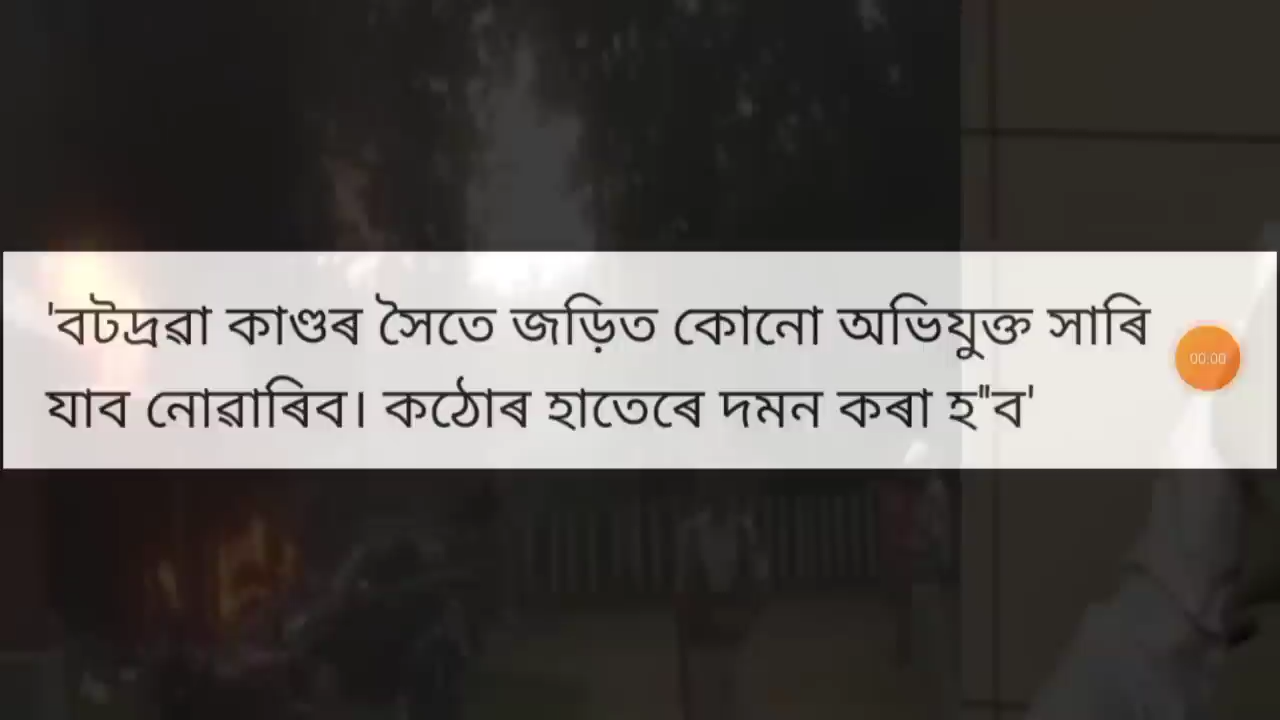 'বটদ্ৰৱা কাণ্ডৰ সৈতে জড়িত কোনো অভিযুক্ত সাৰি
যাব নোৱাৰিব। কঠোৰ হাতেৰে দমন কৰা হ"ব'
00:00